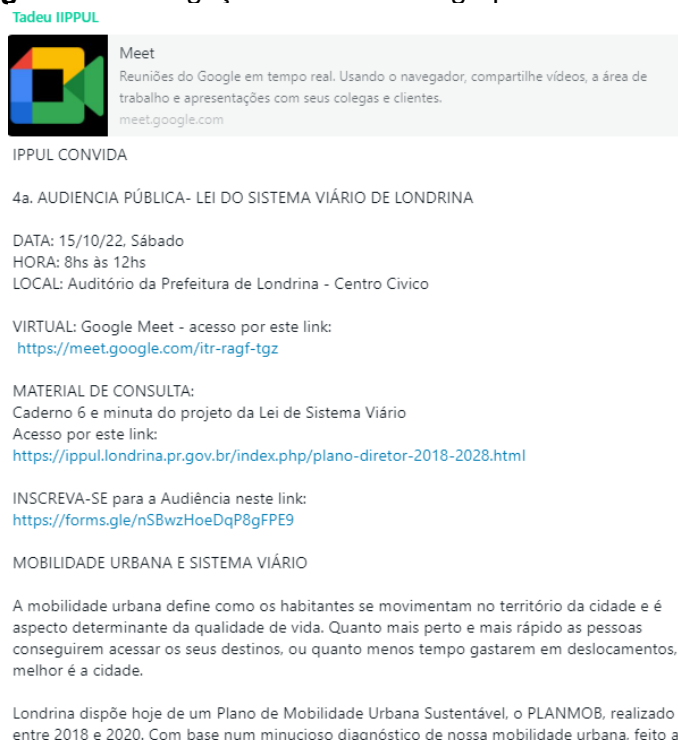 Tadeu IIPPUL
Meet
Reuniões do Google em tempo real. Usando o navegador, compartilhe vídeos, a área de
trabalho e apresentações com seus colegas e clientes.
meet.google.com
IPPUL CONVIDA
4a. AUDIENCIA PÚBLICA- LEI DO SISTEMA VIÁRIO DE LONDRINA
DATA: 15/10/22, Sábado
HORA: 8hs às 12hs
LOCAL: Auditório da Prefeitura de Londrina - Centro Civico
VIRTUAL: Google Meet - acesso por este link:
https://meet.google.com/itr-ragf-tgz
MATERIAL DE CONSULTA:
Caderno 6 e minuta do projeto da Lei de Sistema Viário
Acesso por este link:
https://ippul.londrina.pr.gov.br/index.php/plano-diretor-2018-2028.html
INSCREVA-SE para a Audiência neste link:
https://forms.gle/nSBwzHoeDqP8gFPE9
MOBILIDADE URBANA E SISTEMA VIÁRIO
A mobilidade urbana define como os habitantes se movimentam no território da cidade e é
aspecto determinante da qualidade de vida. Quanto mais perto e mais rápido as pessoas
conseguirem acessar os seus destinos, ou quanto menos tempo gastarem em deslocamentos,
melhor é a cidade.
Londrina dispõe hoje de um Plano de Mobilidade Urbana Sustentável, o PLANMOB, realizado
entre 2018 e 2020. Com base num minucioso diagnóstico de nossa mobilidade urbana, feito a